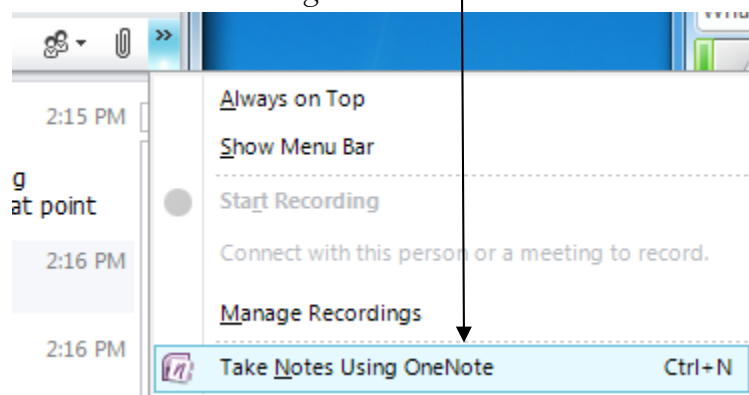 »
Always on Top
2:15 PM
Show Menu Bar
g
at point
Start Recording
2:16 PM
Connect with this person or a meeting to record.
Manage Recordings
2:16 PM
Take Notes Using OneNote Ctrl+N